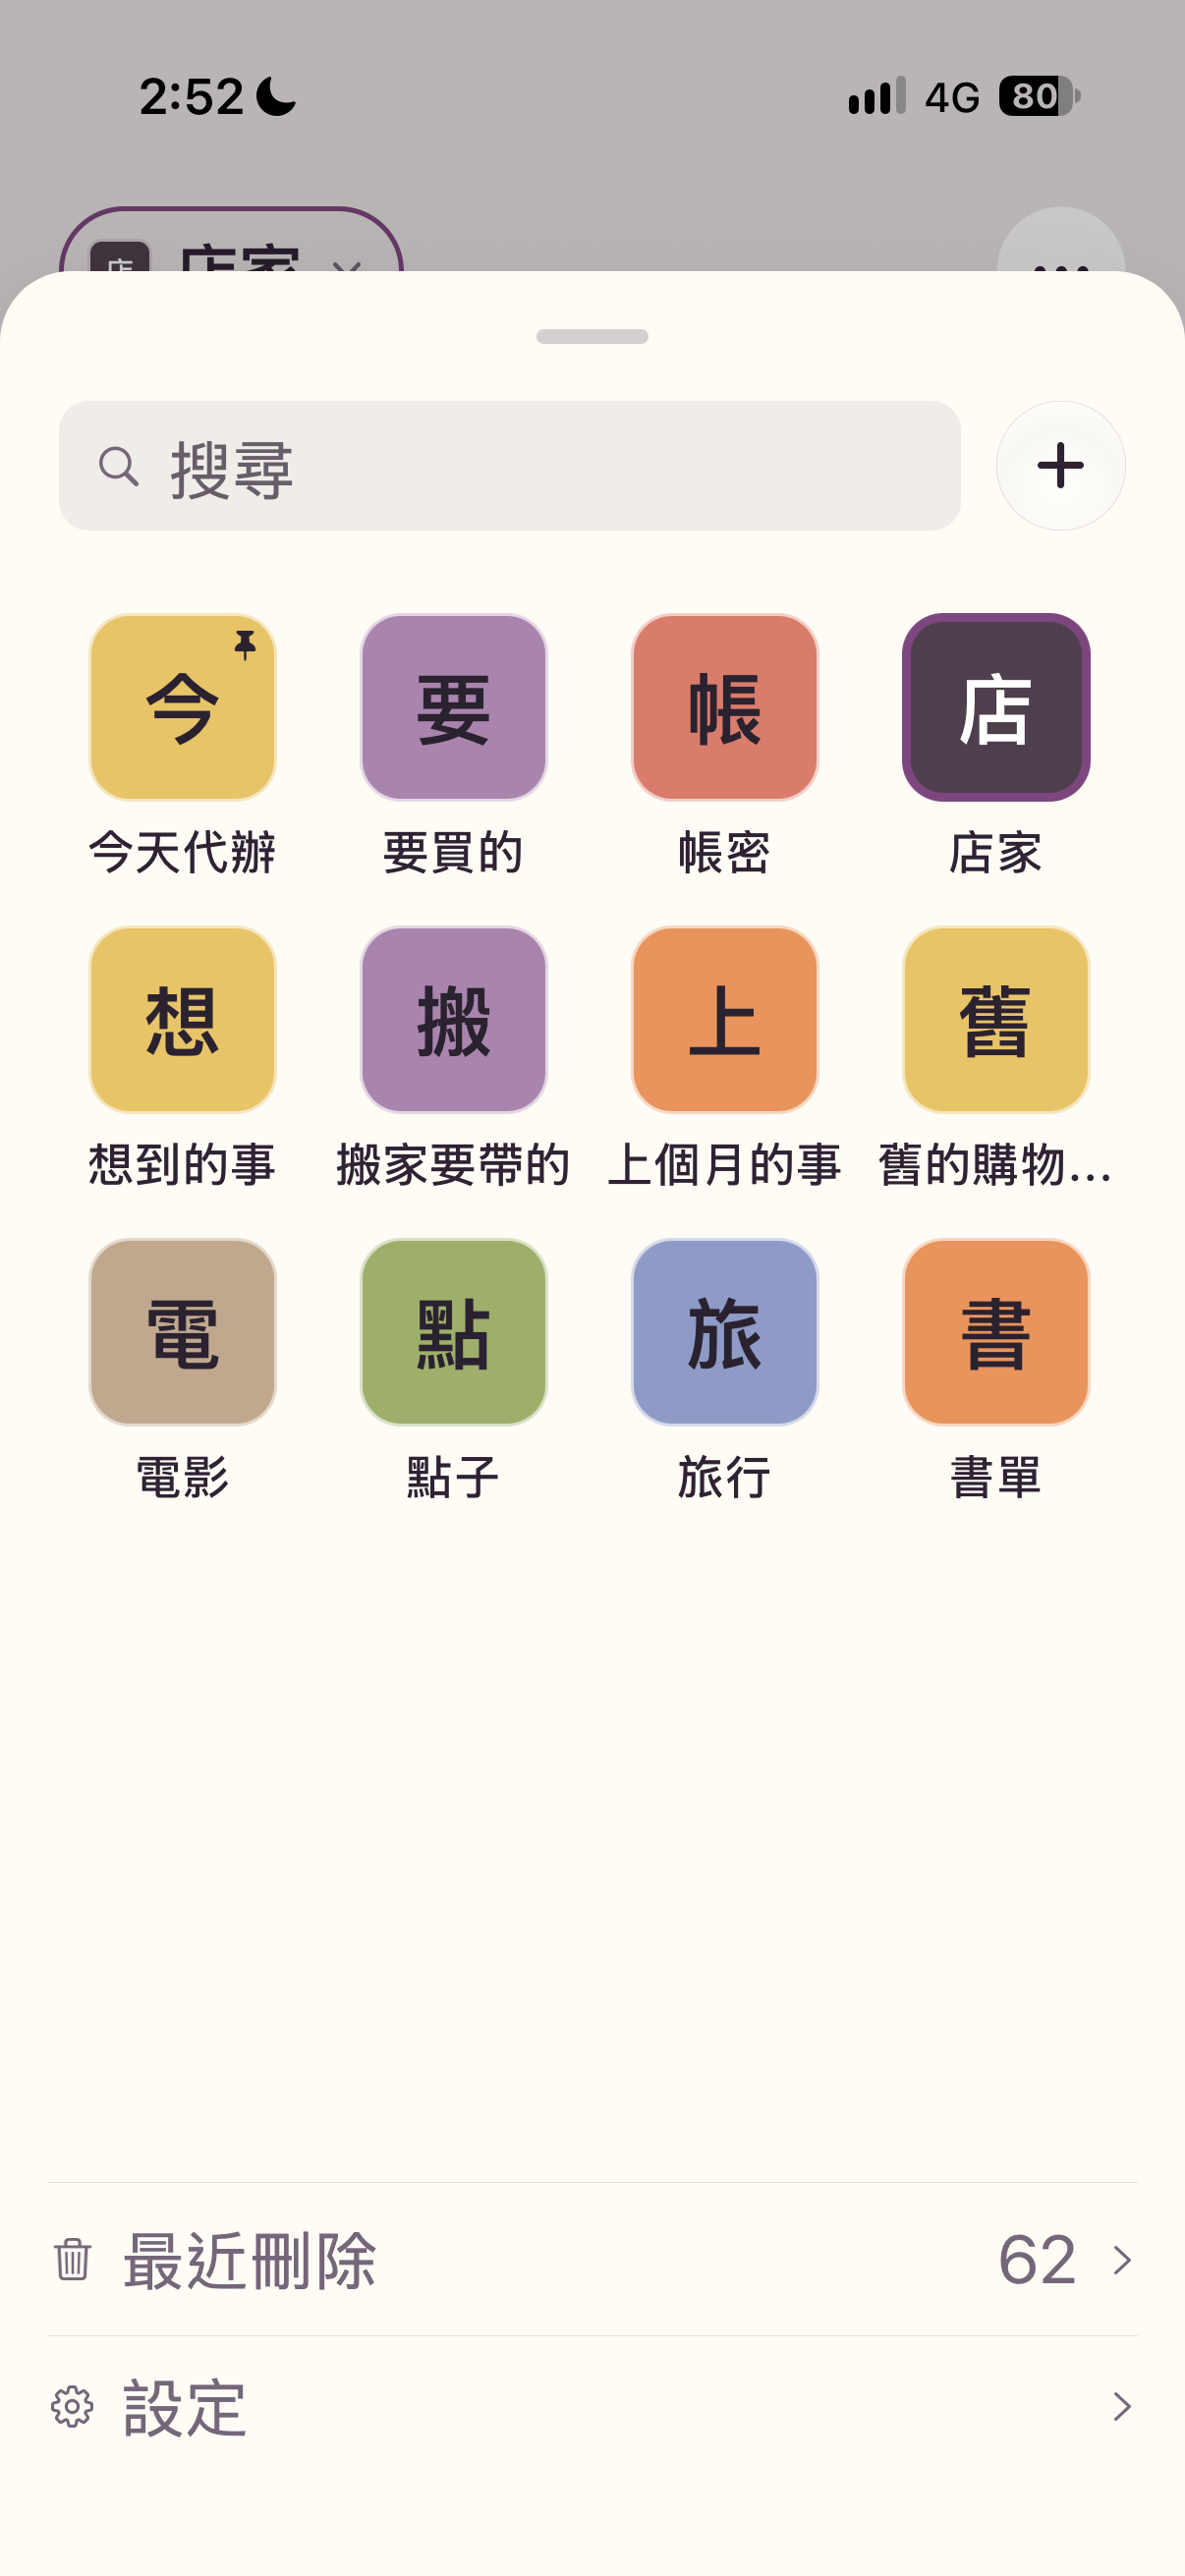 2:52
4G
80
店 店家
搜尋
今 要 帳 店
今天代辦 要買的 帳密 店家
想 搬 上 舊
想到的事 搬家要帶的 上個月的事 舊的購物...
電 點 旅 書
電影 點子 旅行 書單
最近刪除 62
設定